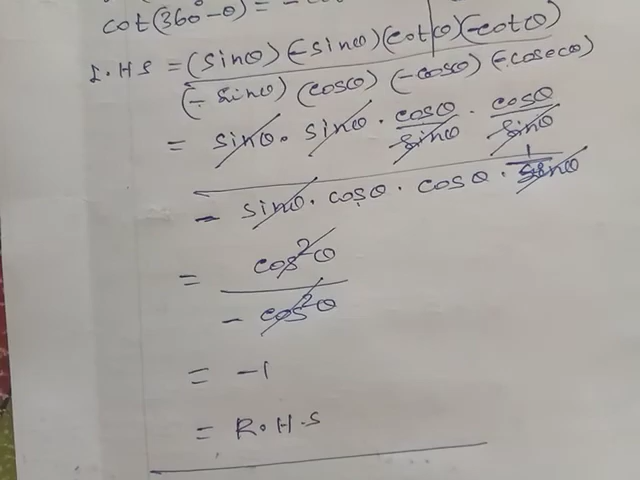 cot(360°-θ) = -
L.HS = (sinθ) (-sinθ) (cotθ) (-cotθ)
(-sinθ) (cosθ) (-cosθ) (-cosecθ)
= sinθ. sinθ . cosθ/sinθ . cosθ/sinθ
- sinθ. cosθ. cosθ . 1/sinθ
= cos²θ
- cos²θ
= -1
= R.H.S